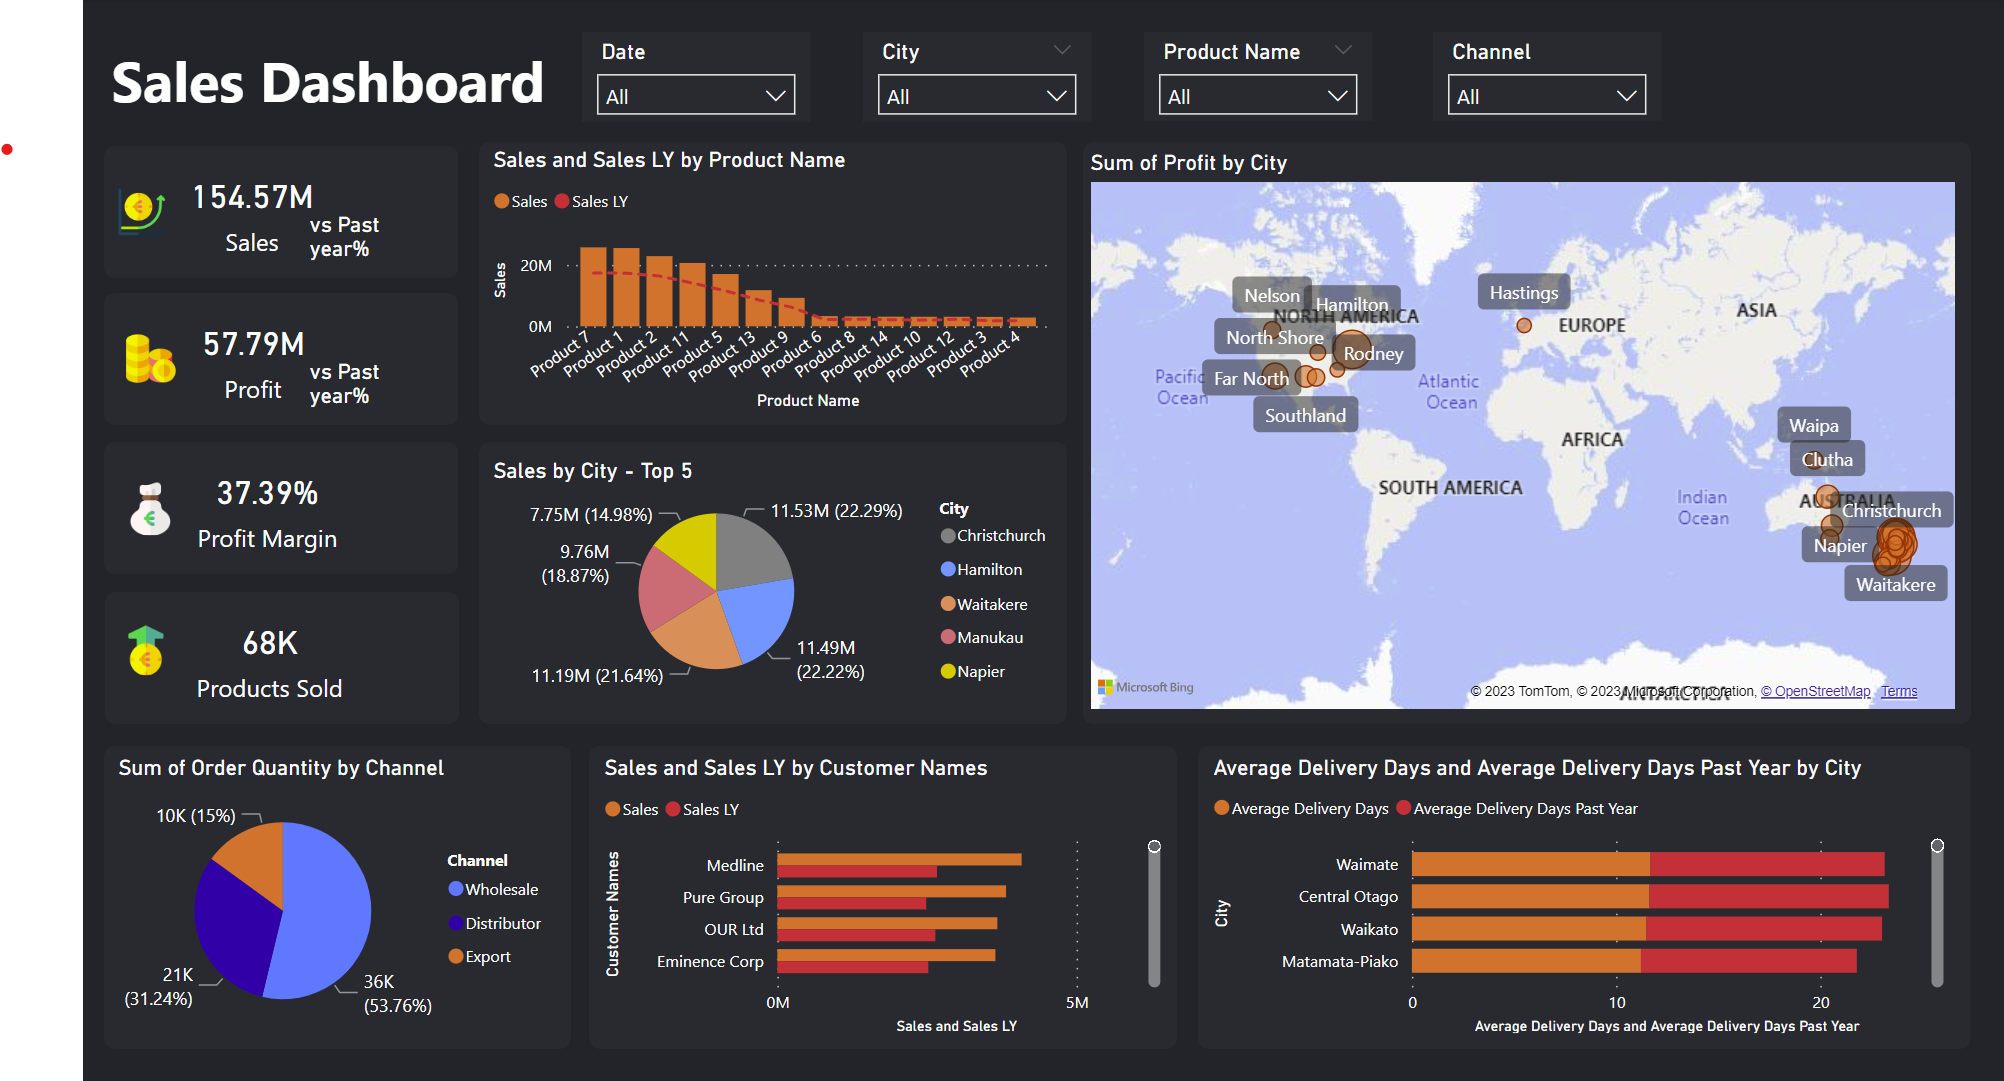 Sales Dashboard
Date
All
City
All
Product Name
All
Channel
All
154.57M
Sales
vs Past
year%
57.79M
Profit
vs Past
year%
37.39%
Profit Margin
68K
Products Sold
Sales and Sales LY by Product Name
Sales
Sales LY
Sales
20M
0M
Product 7
Product 1
Product 2
Product 11
Product 5
Product 13
Product 9
Product 6
Product 8
Product 14
Product 10
Product 12
Product 3
Product 4
Product Name
Sales by City - Top 5
7.75M (14.98%)
11.53M (22.29%)
9.76M
(18.87%)
11.49M
(22.22%)
11.19M (21.64%)
City
Christchurch
Hamilton
Waitakere
Manukau
Napier
Sum of Profit by City
Nelson
Hamilton
NORTH AMERICA
North Shore
Rodney
Far North
Southland
Hastings
EUROPE
ASIA
Pacific
Ocean
Atlantic
Ocean
AFRICA
SOUTH AMERICA
Indian
Ocean
Waipa
Clutha
AUSTRALIA
Christchurch
Napier
Waitakere
Microsoft Bing
ANTARCTICA
© 2023 TomTom, © 2023 Microsoft Corporation, © OpenStreetMap Terms
Sum of Order Quantity by Channel
10K (15%)
21K
(31.24%)
36K
(53.76%)
Channel
Wholesale
Distributor
Export
Sales and Sales LY by Customer Names
Sales
Sales LY
Customer Names
Medline
Pure Group
OUR Ltd
Eminence Corp
0M
5M
Sales and Sales LY
Average Delivery Days and Average Delivery Days Past Year by City
Average Delivery Days
Average Delivery Days Past Year
City
Waimate
Central Otago
Waikato
Matamata-Piako
0
10
20
Average Delivery Days and Average Delivery Days Past Year